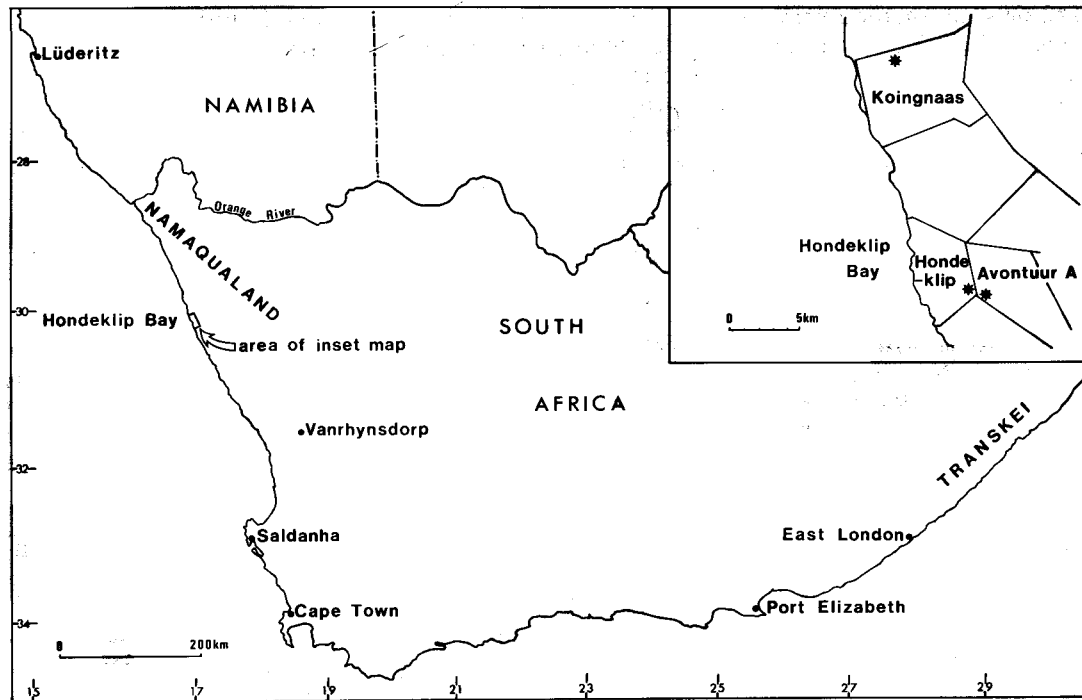 Lüderitz
NAMIBIA
28
Orange River
NAMAQUALAND
30
Hondeklip Bay
area of inset map
SOUTH
AFRICA
Vanrhynsdorp
32
Saldanha
Cape Town
34
0 200km
TRANSKEI
East London
Port Elizabeth
15 17 19 21 23 25 27 29
Koingnaas
Hondeklip
Bay
Honde
-klip
Avontuur A
0 5km